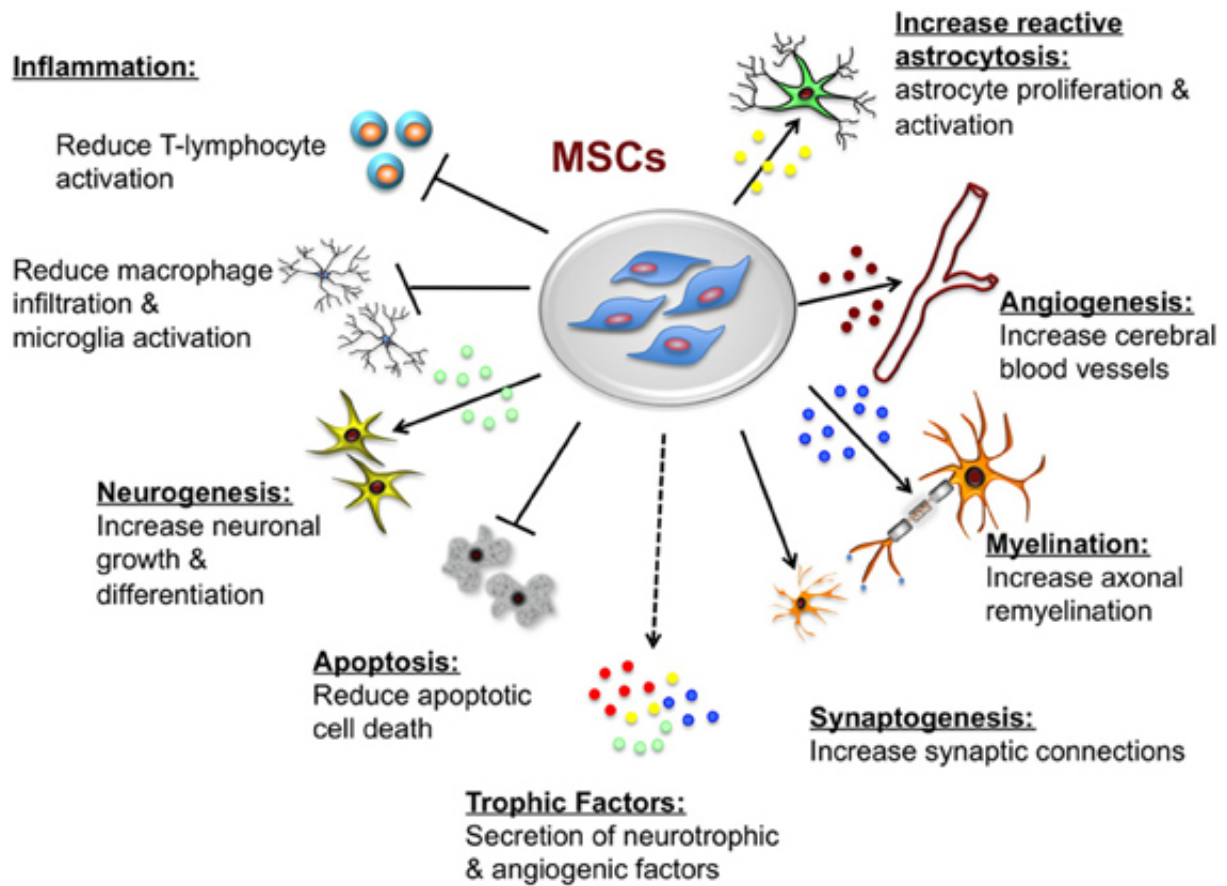 Inflammation:
Reduce T-lymphocyte
activation
Reduce macrophage
infiltration &
microglia activation
Neurogenesis:
Increase neuronal
growth &
differentiation
Apoptosis:
Reduce apoptotic
cell death
Trophic Factors:
Secretion of neurotrophic
& angiogenic factors
MSCs
Increase reactive
astrocytosis:
astrocyte proliferation &
activation
Angiogenesis:
Increase cerebral
blood vessels
Myelination:
Increase axonal
remyelination
Synaptogenesis:
Increase synaptic connections